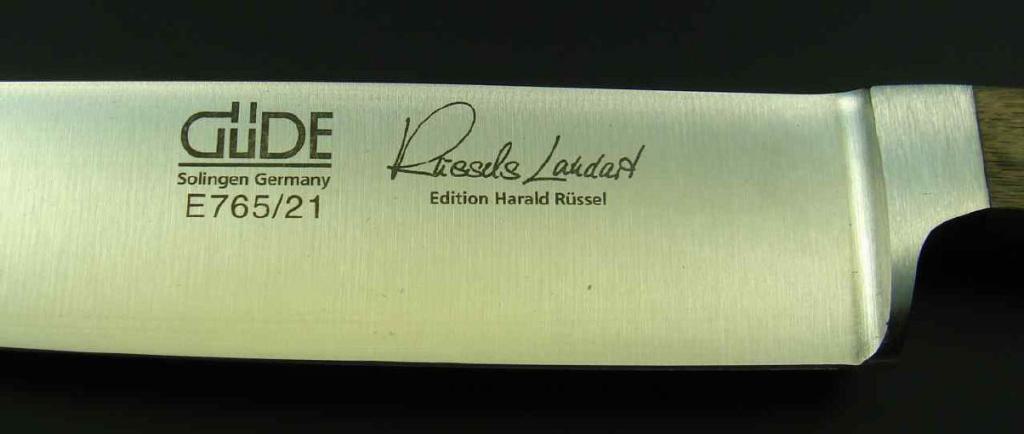 GÜDE
Solingen Germany
E765/21
Rüssels Landart
Edition Harald Rüssel